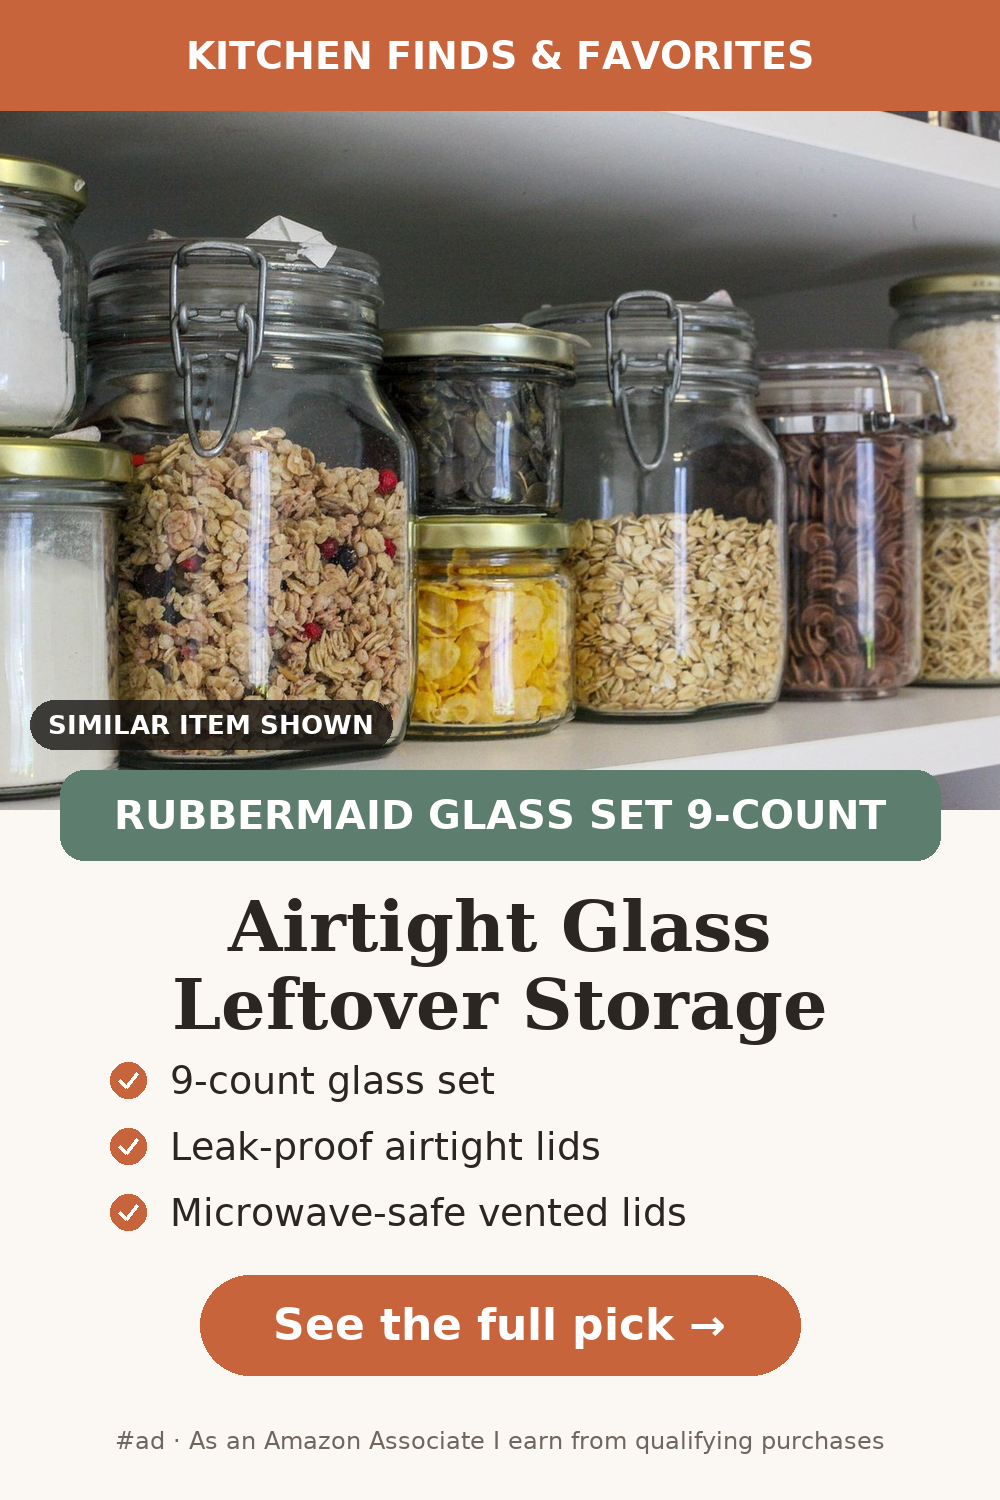 KITCHEN FINDS & FAVORITES
SIMILAR ITEM SHOWN
RUBBERMAID GLASS SET 9-COUNT
Airtight Glass
Leftover Storage
9-count glass set
Leak-proof airtight lids
Microwave-safe vented lids
See the full pick →
#ad · As an Amazon Associate I earn from qualifying purchases